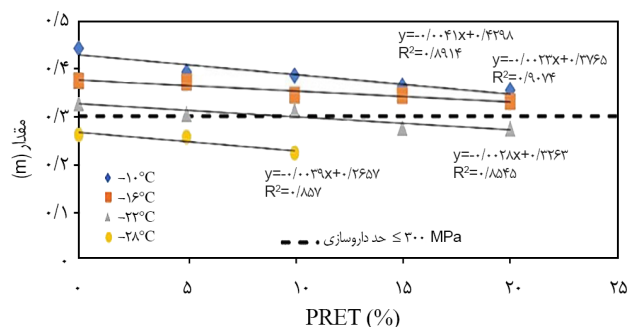 ۰/۵
۰/۴
۰/۳
۰/۲
۰/۱
۰
مقدار (m)
y=-۰/۰۰۴۱x+۰/۴۲۹۸
R²=۰/۸۹۱۴
y=-۰/۰۰۲۳x+۰/۳۷۶۵
R²=۰/۹۰۷۴
y=-۰/۰۰۲۸x+۰/۳۲۶۳
R²=۰/۸۵۴۵
y=-۰/۰۰۳۹x+۰/۲۶۵۷
R²=۰/۸۵۷
-۱۰°C
-۱۶°C
-۲۲°C
-۲۸°C
حد داروسازی ≤ ۳۰۰ MPa
۰ ۵ ۱۰ ۱۵ ۲۰ ۲۵
PRET (%)